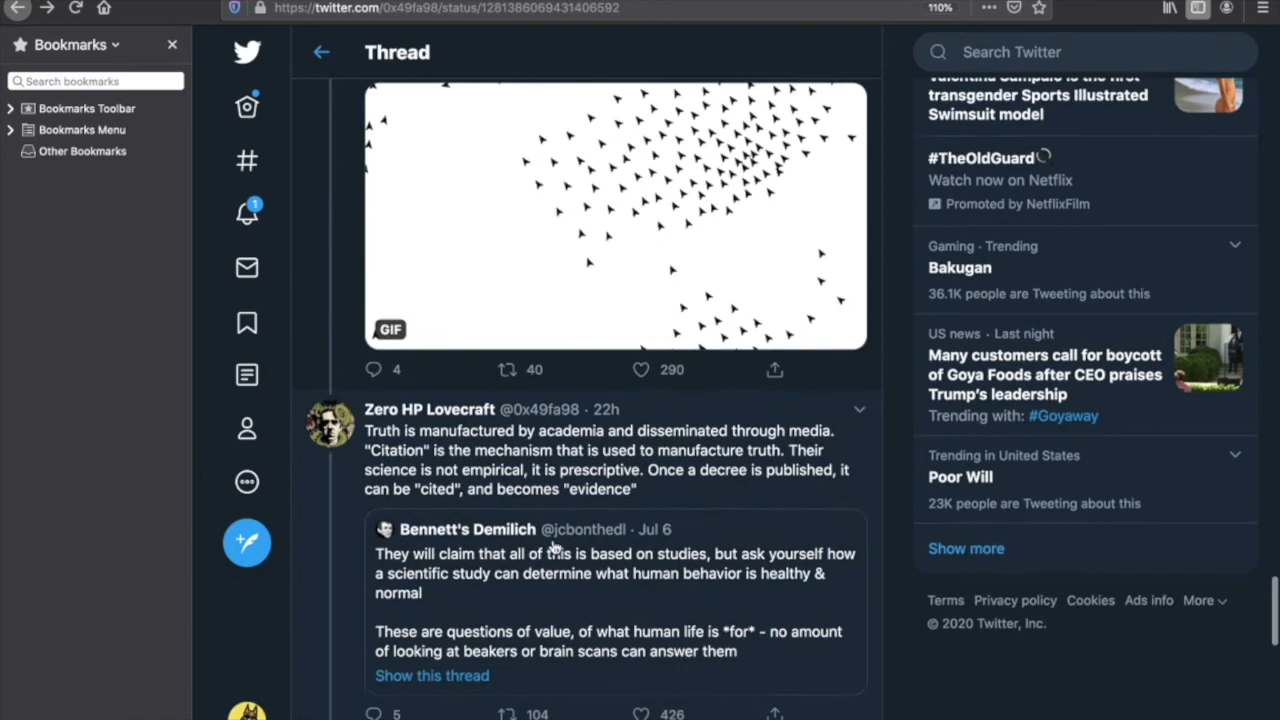 https://twitter.com/0x49fa98/status/1281386069431406592
110%
Bookmarks
Search bookmarks
Bookmarks Toolbar
Bookmarks Menu
Other Bookmarks
1
Thread
GIF
4
40
290
Zero HP Lovecraft @0x49fa98 · 22h
Truth is manufactured by academia and disseminated through media.
"Citation" is the mechanism that is used to manufacture truth. Their
science is not empirical, it is prescriptive. Once a decree is published, it
can be "cited", and becomes "evidence"
Bennett's Demilich @jcbonthedl · Jul 6
They will claim that all of this is based on studies, but ask yourself how
a scientific study can determine what human behavior is healthy &
normal
These are questions of value, of what human life is *for* - no amount
of looking at beakers or brain scans can answer them
Show this thread
5
104
426
Search Twitter
Valentina Sampaio is the first
transgender Sports Illustrated
Swimsuit model
#TheOldGuard
Watch now on Netflix
Promoted by NetflixFilm
Gaming · Trending
Bakugan
36.1K people are Tweeting about this
US news · Last night
Many customers call for boycott
of Goya Foods after CEO praises
Trump's leadership
Trending with: #Goyaway
Trending in United States
Poor Will
23K people are Tweeting about this
Show more
Terms Privacy policy Cookies Ads info More
© 2020 Twitter, Inc.